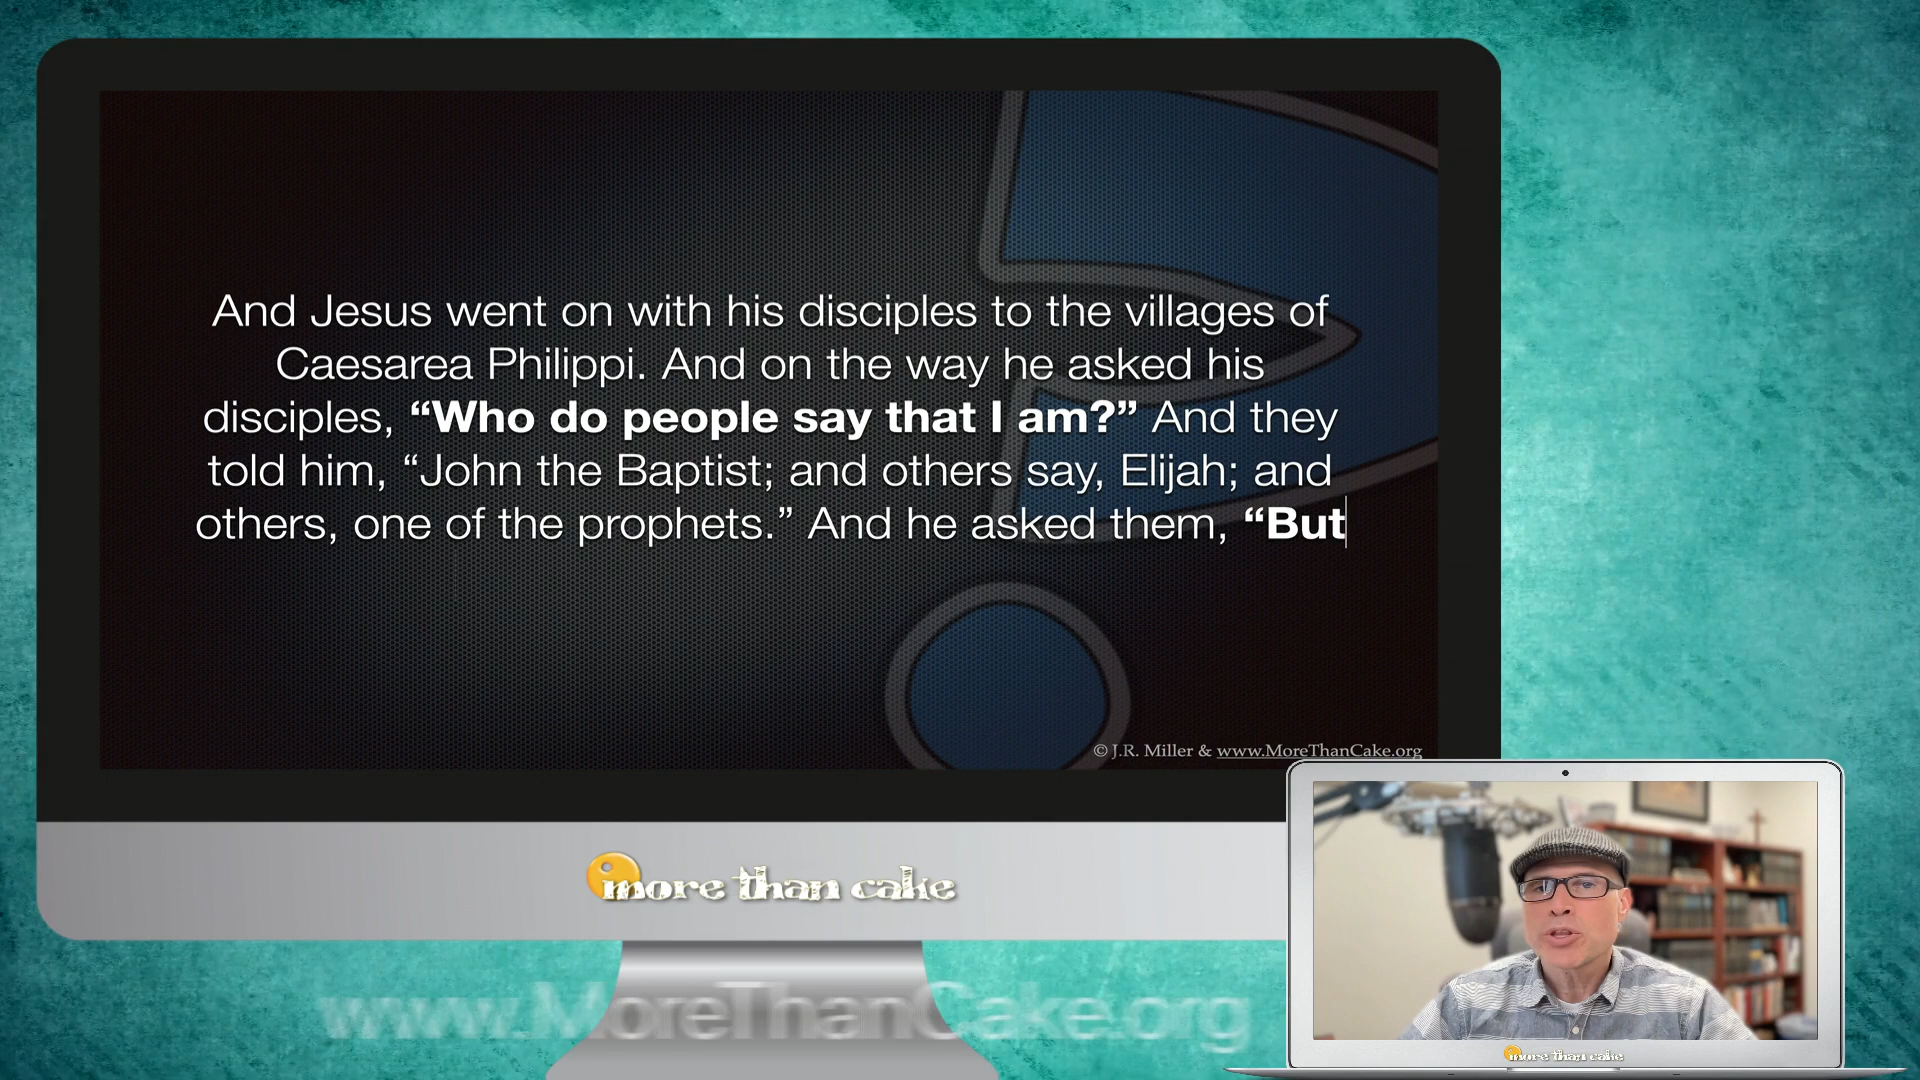 And Jesus went on with his disciples to the villages of
Caesarea Philippi. And on the way he asked his
disciples, “Who do people say that I am?” And they
told him, “John the Baptist; and others say, Elijah; and
others, one of the prophets.” And he asked them, “But
© J.R. Miller & www.MoreThanCake.org
more than cake
www.MoreThanCake.org
more than cake